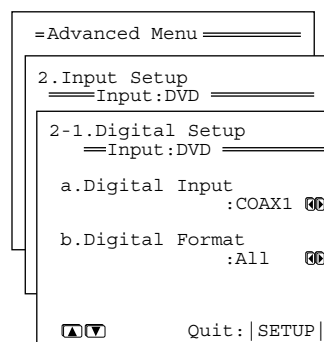 =Advanced Menu
2.Input Setup
Input:DVD
2-1.Digital Setup
Input:DVD
a.Digital Input
:COAX1
b.Digital Format
:All
Quit:|SETUP|